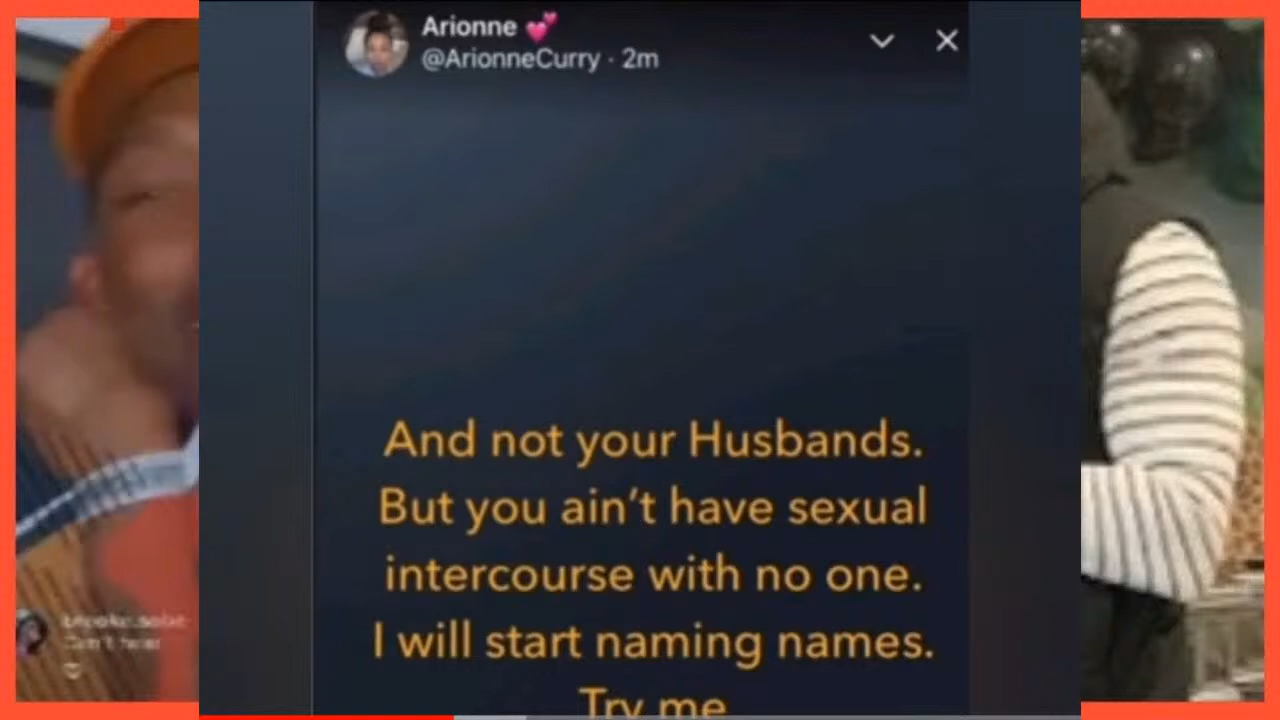 Arionne 💕
@ArionneCurry · 2m
And not your Husbands.
But you ain't have sexual
intercourse with no one.
I will start naming names.
Try me